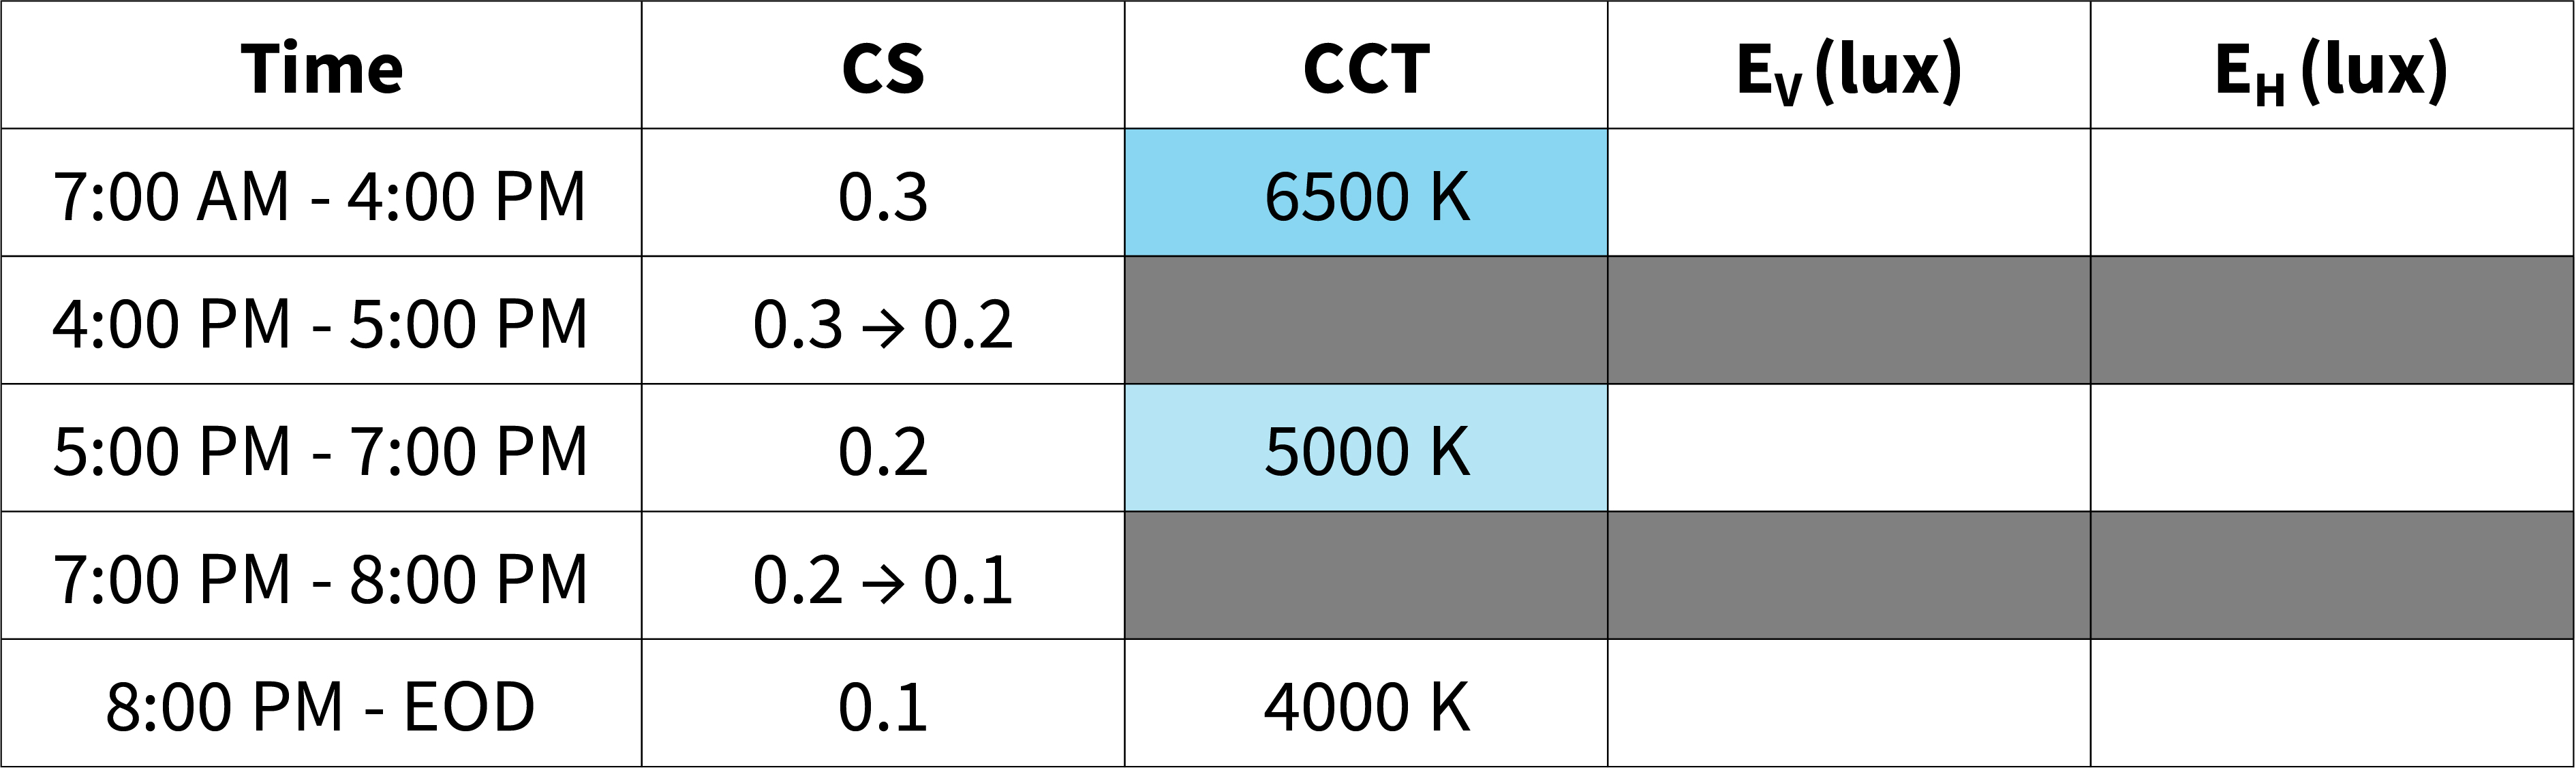 Time CS CCT EV (lux) EH (lux)
7:00 AM - 4:00 PM 0.3 6500 K
4:00 PM - 5:00 PM 0.3 → 0.2
5:00 PM - 7:00 PM 0.2 5000 K
7:00 PM - 8:00 PM 0.2 → 0.1
8:00 PM - EOD 0.1 4000 K